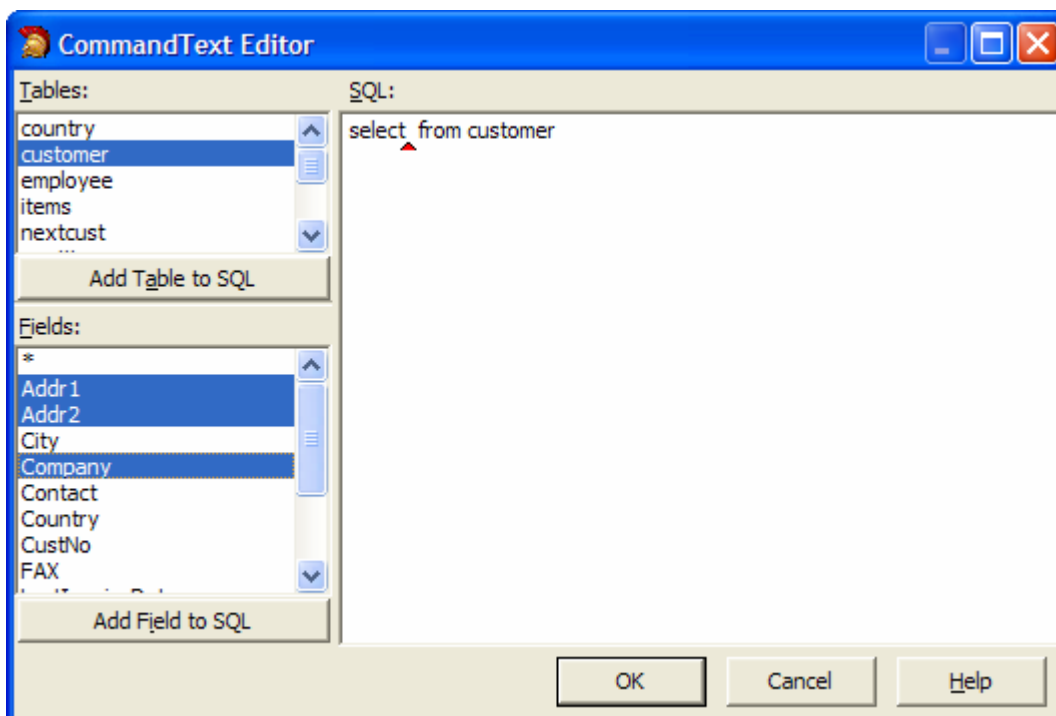 CommandText Editor
Tables:
country
customer
employee
items
nextcust
Add Table to SQL
Fields:
*
Addr1
Addr2
City
Company
Contact
Country
CustNo
FAX
Add Field to SQL
SQL:
select from customer
OK
Cancel
Help